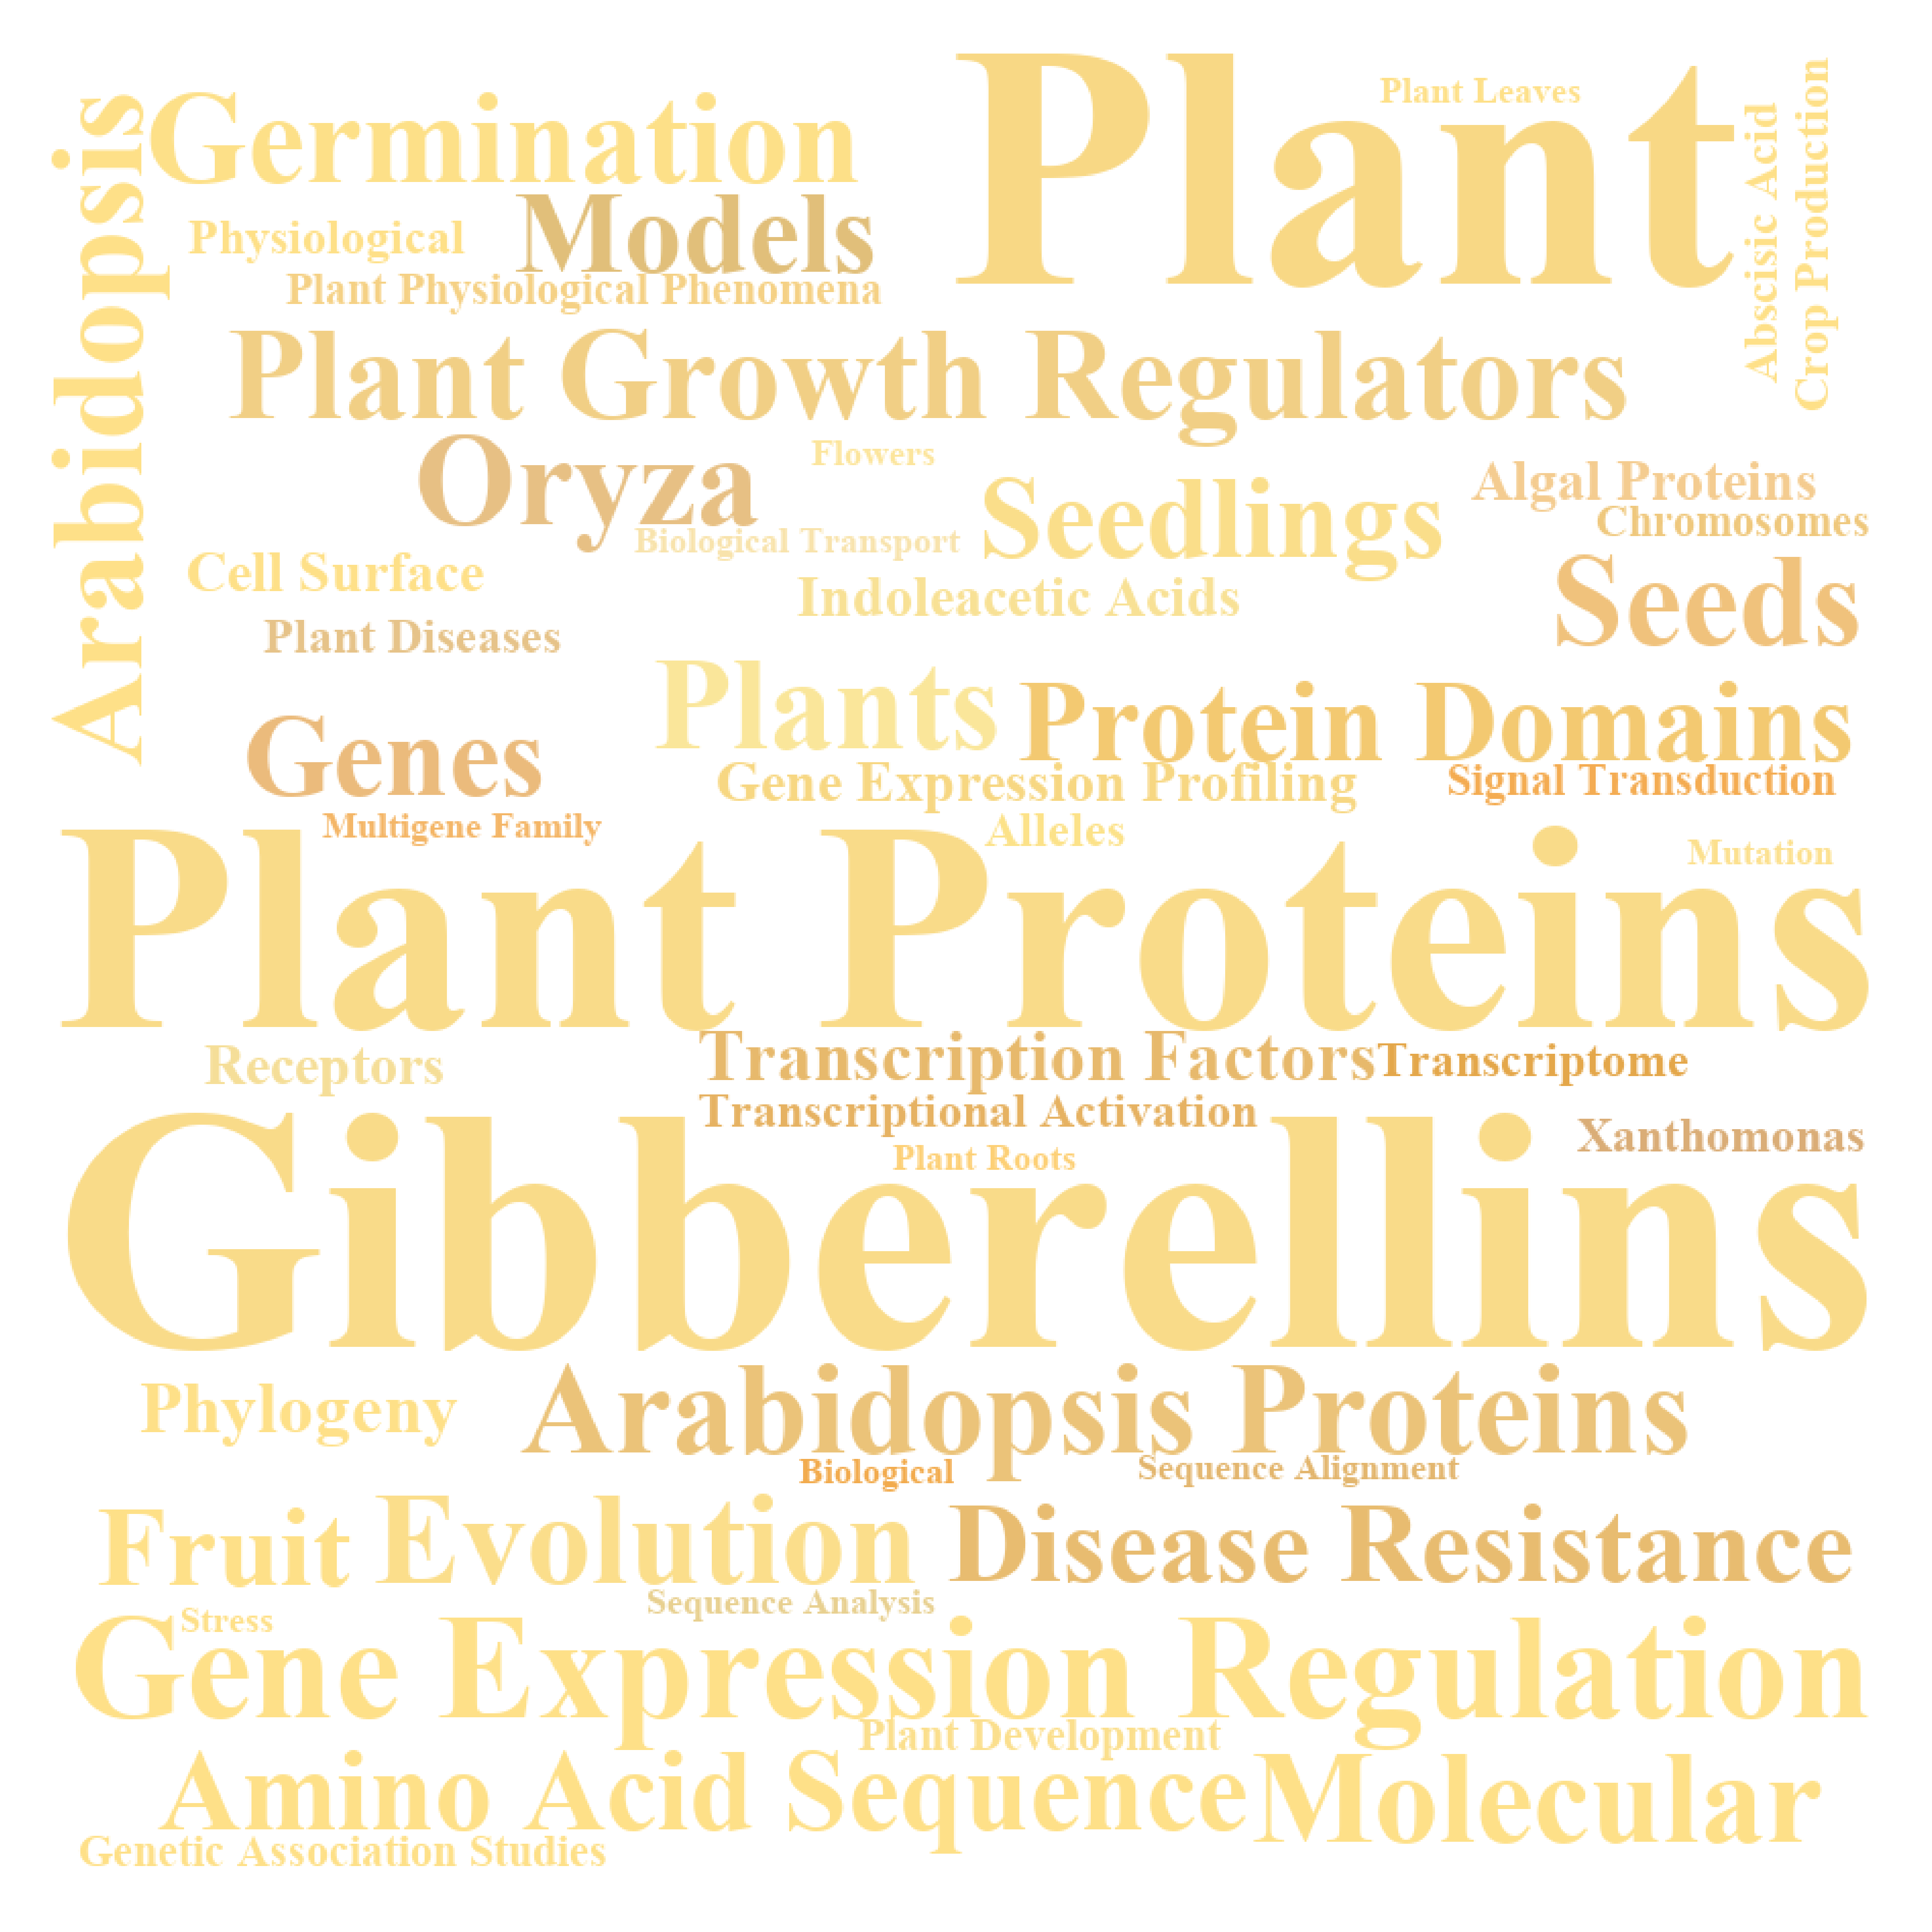 Plant
Plant Leaves
Germination
Arabidopsis
Abscisic Acid
Crop Production
Physiological
Models
Plant Physiological Phenomena
Plant Growth Regulators
Oryza
Flowers
Seedlings
Algal Proteins
Chromosomes
Biological Transport
Cell Surface
Indoleacetic Acids
Seeds
Plant Diseases
Plants
Protein Domains
Genes
Gene Expression Profiling
Signal Transduction
Multigene Family
Alleles
Mutation
Plant Proteins
Receptors
Transcription Factors
Transcriptome
Transcriptional Activation
Xanthomonas
Plant Roots
Gibberellins
Phylogeny
Arabidopsis Proteins
Biological
Sequence Alignment
Fruit
Evolution
Disease Resistance
Sequence Analysis
Stress
Gene Expression Regulation
Plant Development
Amino Acid Sequence
Molecular
Genetic Association Studies